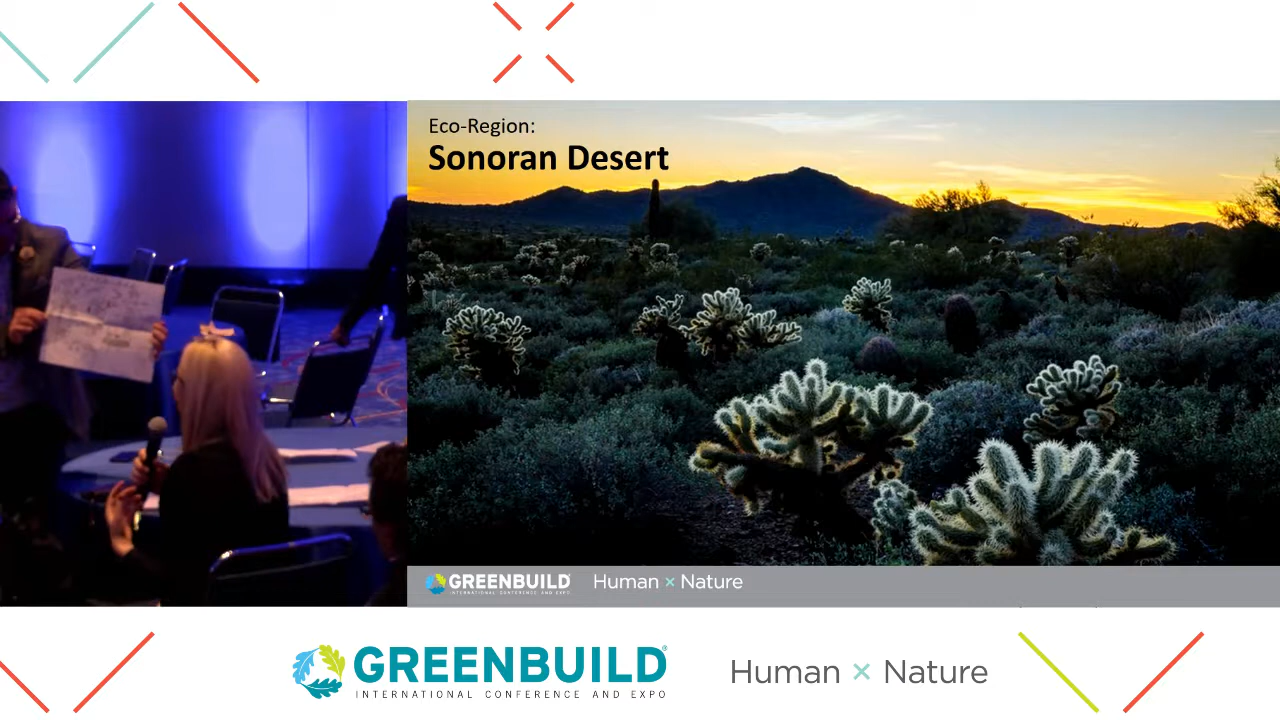 Eco-Region:
Sonoran Desert
GREENBUILD
INTERNATIONAL CONFERENCE AND EXPO
Human × Nature
GREENBUILD®
INTERNATIONAL CONFERENCE AND EXPO
Human × Nature